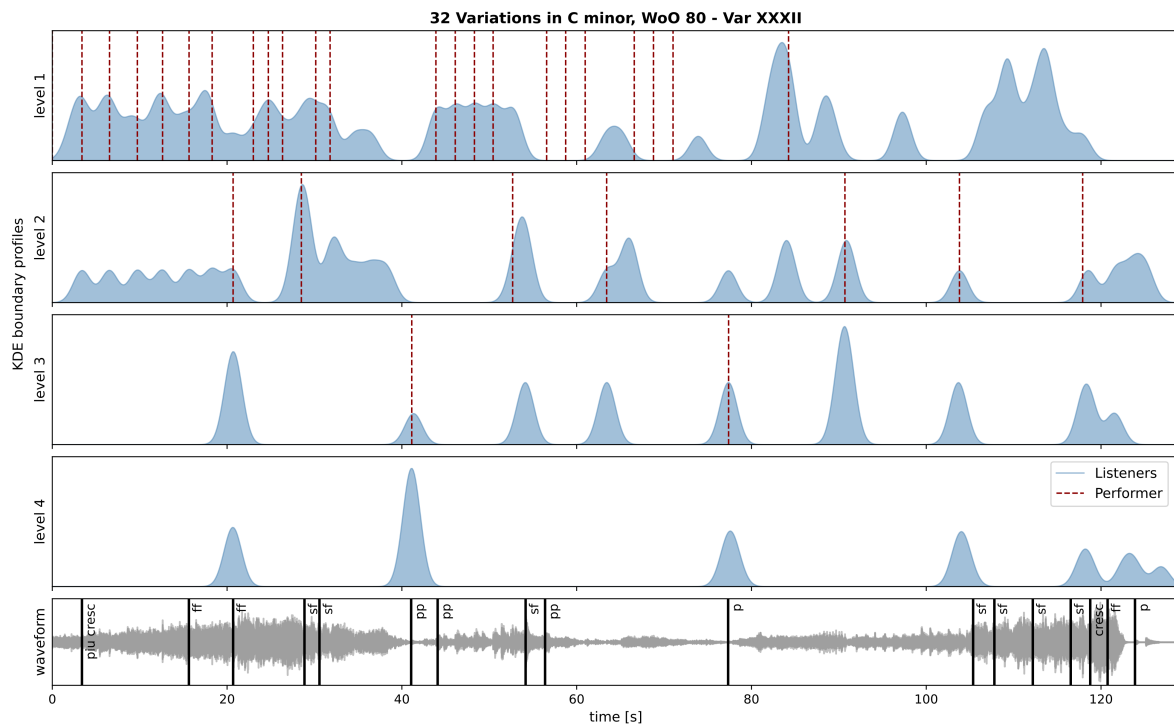 32 Variations in C minor, WoO 80 - Var XXXII
KDE boundary profiles
level 1
level 2
level 3
level 4
Listeners
Performer
waveform
plu cresc
ff
ff
sf
sf
pp
pp
sf
pp
p
sf
sf
sf
sf
cresc
ff
p
0 20 40 60 80 100 120
time [s]